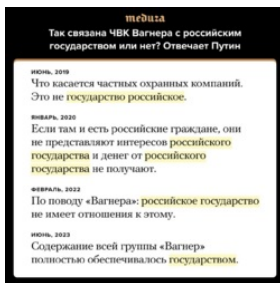 meduza
Так связана ЧВК Вагнера с российским
государством или нет? Отвечает Путин
ИЮНЬ, 2019
Что касается частных охранных компаний.
Это не государство российское.
ЯНВАРЬ, 2020
Если там и есть российские граждане, они
не представляют интересов российского
государства и денег от российского
государства не получают.
ФЕВРАЛЬ, 2022
По поводу «Вагнера»: российское государство
не имеет отношения к этому.
ИЮНЬ, 2023
Содержание всей группы «Вагнер»
полностью обеспечивалось государством.